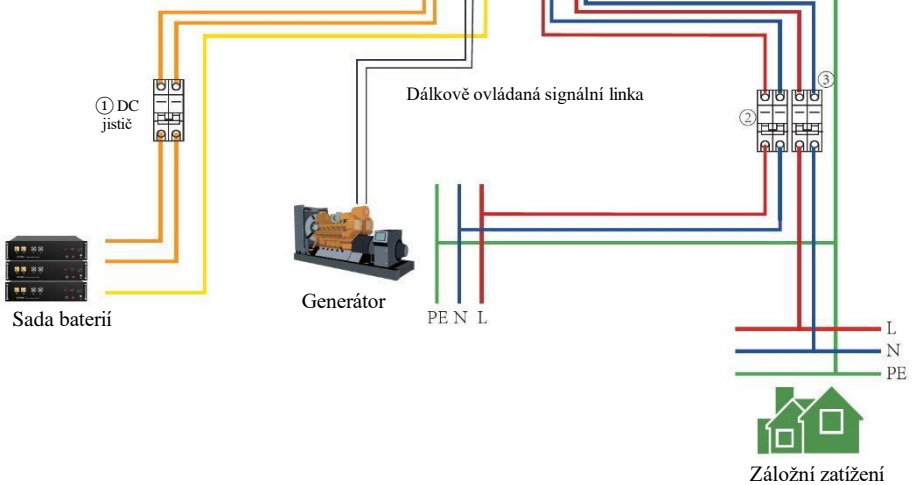 ① DC
jistič
Dálkově ovládaná signální linka
②
③
Sada baterií
Generátor
PE N L
L
N
PE
Záložní zatížení